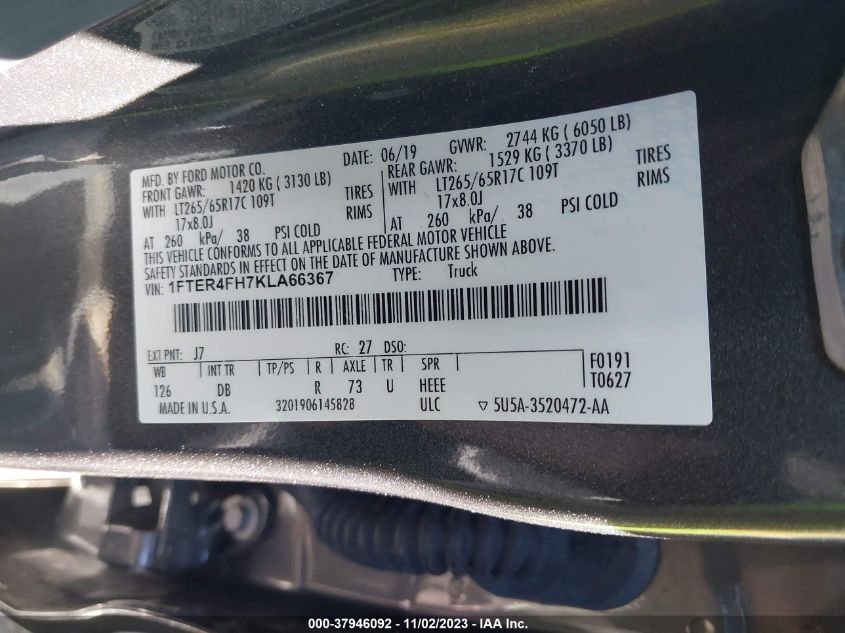 MFD. BY FORD MOTOR CO. DATE: 06/19 GVWR: 2744 KG ( 6050 LB)
FRONT GAWR: 1420 KG ( 3130 LB) REAR GAWR: 1529 KG ( 3370 LB)
WITH LT265/65R17C 109T TIRES WITH LT265/65R17C 109T TIRES
17x8.0J RIMS 17x8.0J RIMS
AT 260 kPa/ 38 PSI COLD AT 260 kPa/ 38 PSI COLD
THIS VEHICLE CONFORMS TO ALL APPLICABLE FEDERAL MOTOR VEHICLE
SAFETY STANDARDS IN EFFECT ON THE DATE OF MANUFACTURE SHOWN ABOVE.
VIN: 1FTER4FH7KLA66367 TYPE: Truck
EXT PNT: J7 RC: 27 DSO:
WB INT TR TP/PS R AXLE TR SPR F0191
126 DB R 73 U HEEE T0627
MADE IN U.S.A. 3201906145828 ULC ▽ 5U5A-3520472-AA
000-37946092 - 11/02/2023 - IAAI.com.